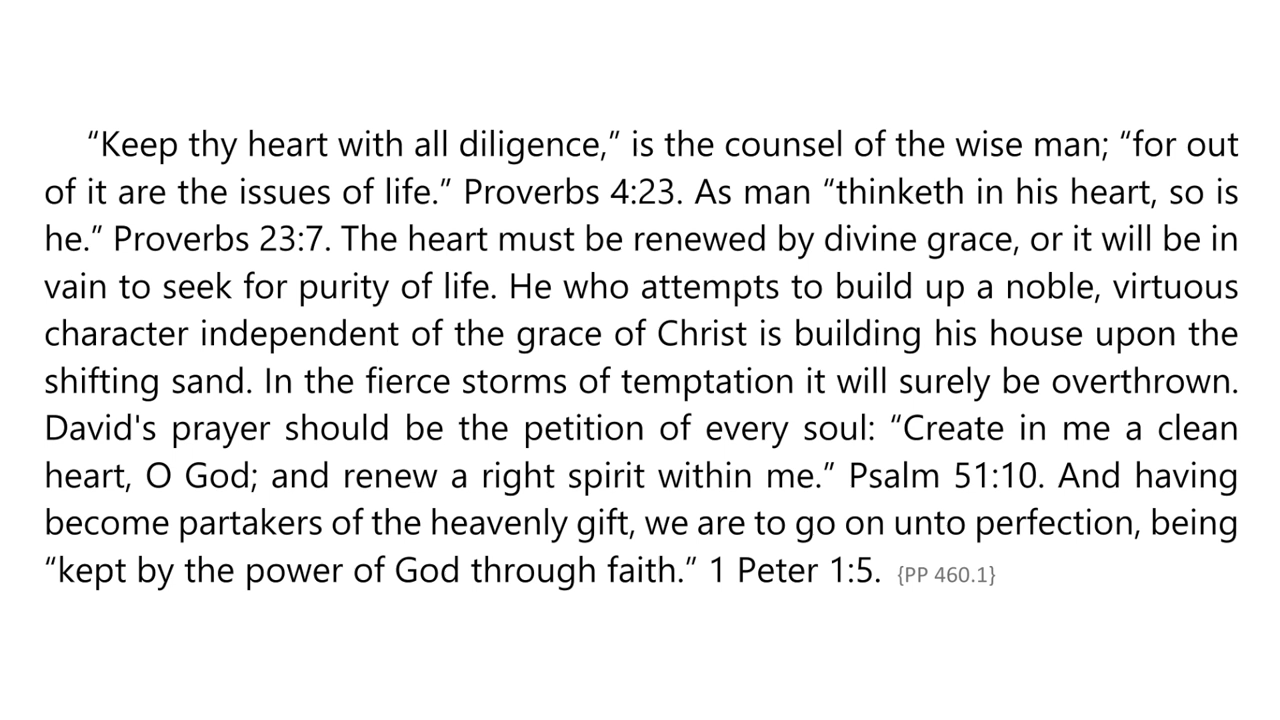 “Keep thy heart with all diligence,” is the counsel of the wise man; “for out
of it are the issues of life.” Proverbs 4:23. As man “thinketh in his heart, so is
he.” Proverbs 23:7. The heart must be renewed by divine grace, or it will be in
vain to seek for purity of life. He who attempts to build up a noble, virtuous
character independent of the grace of Christ is building his house upon the
shifting sand. In the fierce storms of temptation it will surely be overthrown.
David's prayer should be the petition of every soul: “Create in me a clean
heart, O God; and renew a right spirit within me.” Psalm 51:10. And having
become partakers of the heavenly gift, we are to go on unto perfection, being
“kept by the power of God through faith.” 1 Peter 1:5. {PP 460.1}